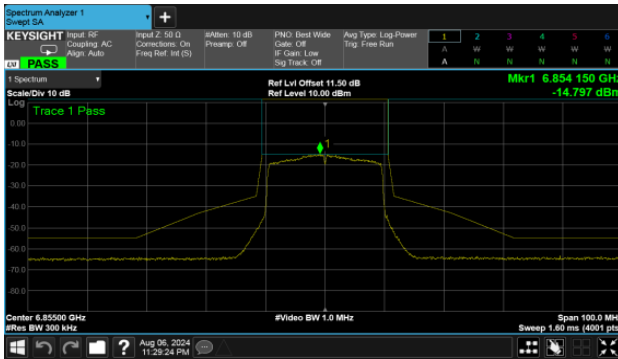 Spectrum Analyzer 1
Swept SA
+
KEYSIGHT
LXI
PASS
Input: RF
Coupling: AC
Align: Auto
Input Z: 50 Ω
Corrections: On
Freq Ref: Int (S)
#Atten: 10 dB
Preamp: Off
PNO: Best Wide
Gate: Off
IF Gain: Low
Sig Track: Off
Avg Type: Log-Power
Trig: Free Run
1 2 3 4 5 6
A W W W W W
A N N N N N
1 Spectrum
Scale/Div 10 dB
Ref Lvl Offset 11.50 dB
Ref Level 10.00 dBm
Mkr1 6.854 150 GHz
-14.797 dBm
Log
Trace 1 Pass
1
0.00
-10.0
-20.0
-30.0
-40.0
-50.0
-60.0
-70.0
-80.0
Center 6.85500 GHz
#Res BW 300 kHz
#Video BW 1.0 MHz
Span 100.0 MHz
Sweep 1.60 ms (4001 pts)
?
Aug 06, 2024
11:29:24 PM